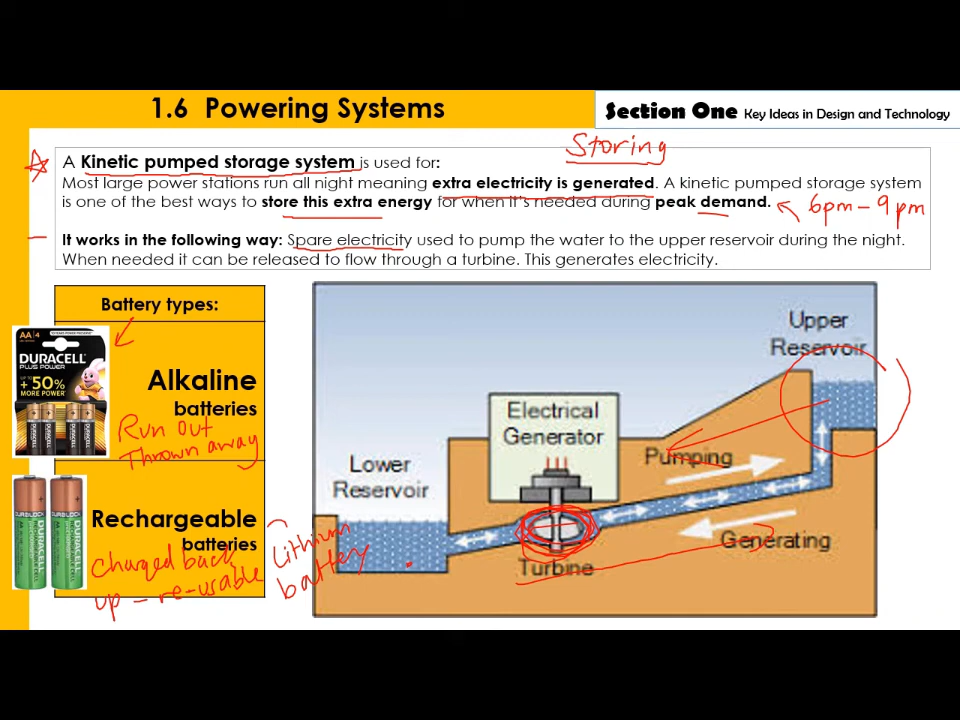 1.6 Powering Systems
Section One Key Ideas in Design and Technology
Storing
A Kinetic pumped storage system is used for:
Most large power stations run all night meaning extra electricity is generated. A kinetic pumped storage system
is one of the best ways to store this extra energy for when it's needed during peak demand.
6pm - 9pm
It works in the following way: Spare electricity used to pump the water to the upper reservoir during the night.
When needed it can be released to flow through a turbine. This generates electricity.
Battery types:
AA 4
DURACELL
PLUS POWER
+50%
MORE POWER
Alkaline
batteries
Run out
Thrown away
Rechargeable
batteries
Charged back
up - re-usable
Lithium
battery
DURACELL
DURACELL
Upper
Reservoir
Electrical
Generator
Pumping
Lower
Reservoir
Generating
Turbine